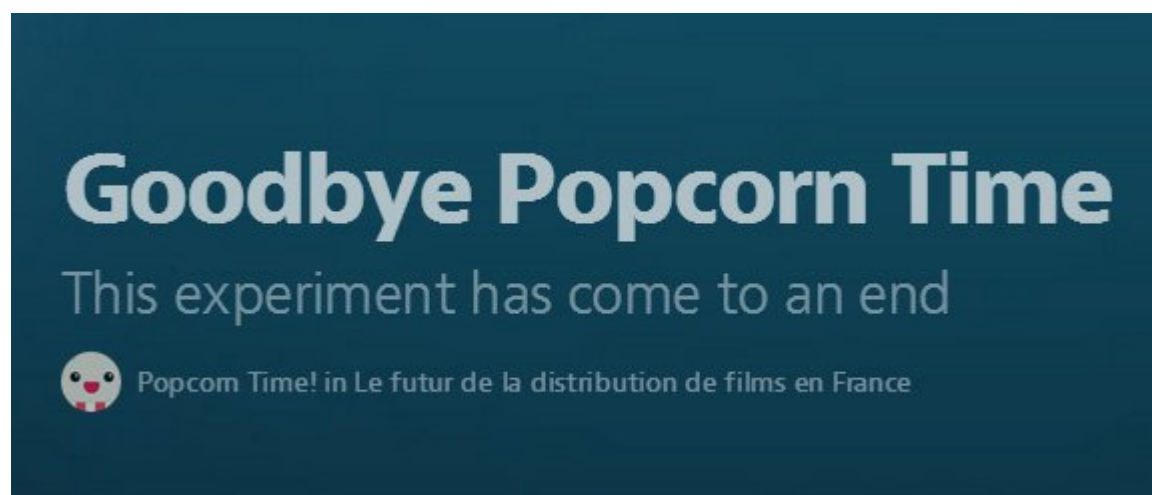 Goodbye Popcorn Time
This experiment has come to an end
Popcorn Time! in Le futur de la distribution de films en France